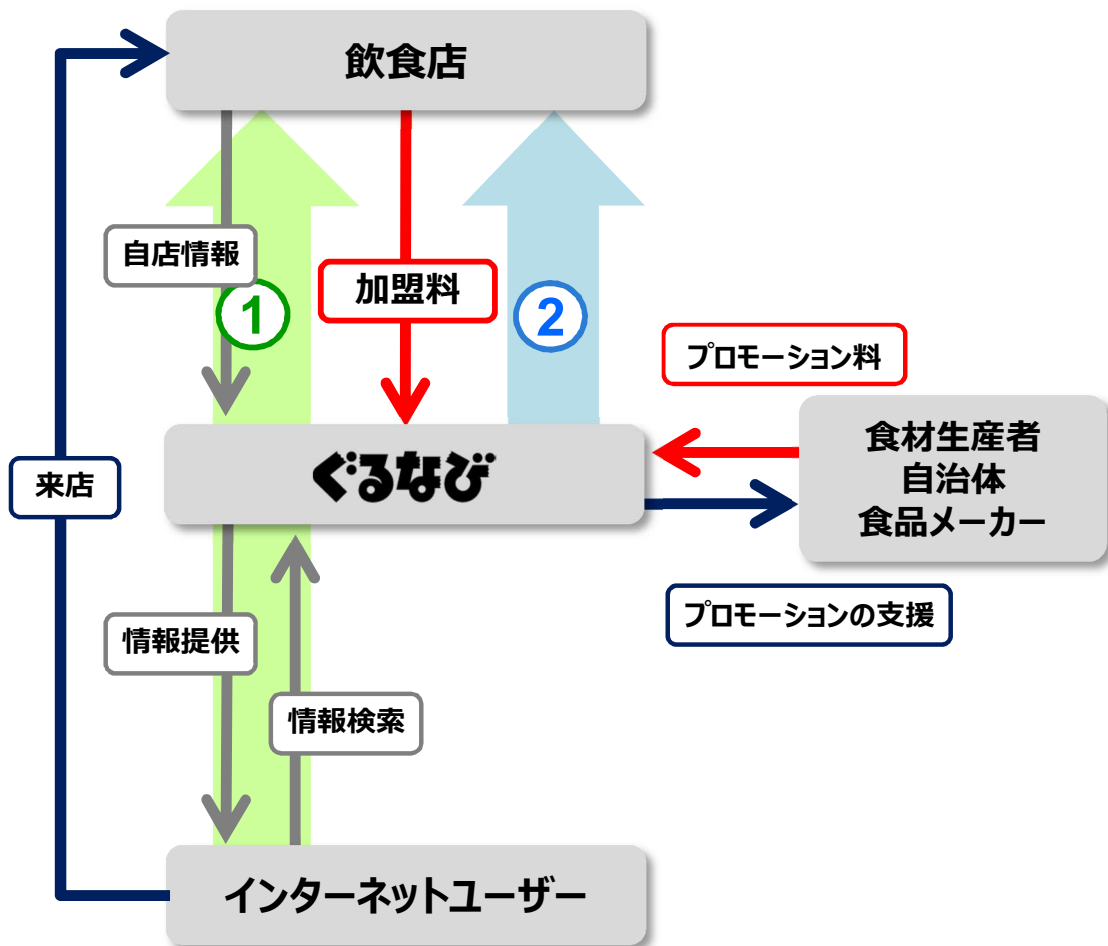 飲食店
自店情報
加盟料
1
2
プロモーション料
ぐるなび
食材生産者
自治体
食品メーカー
来店
プロモーションの支援
情報提供
情報検索
インターネットユーザー